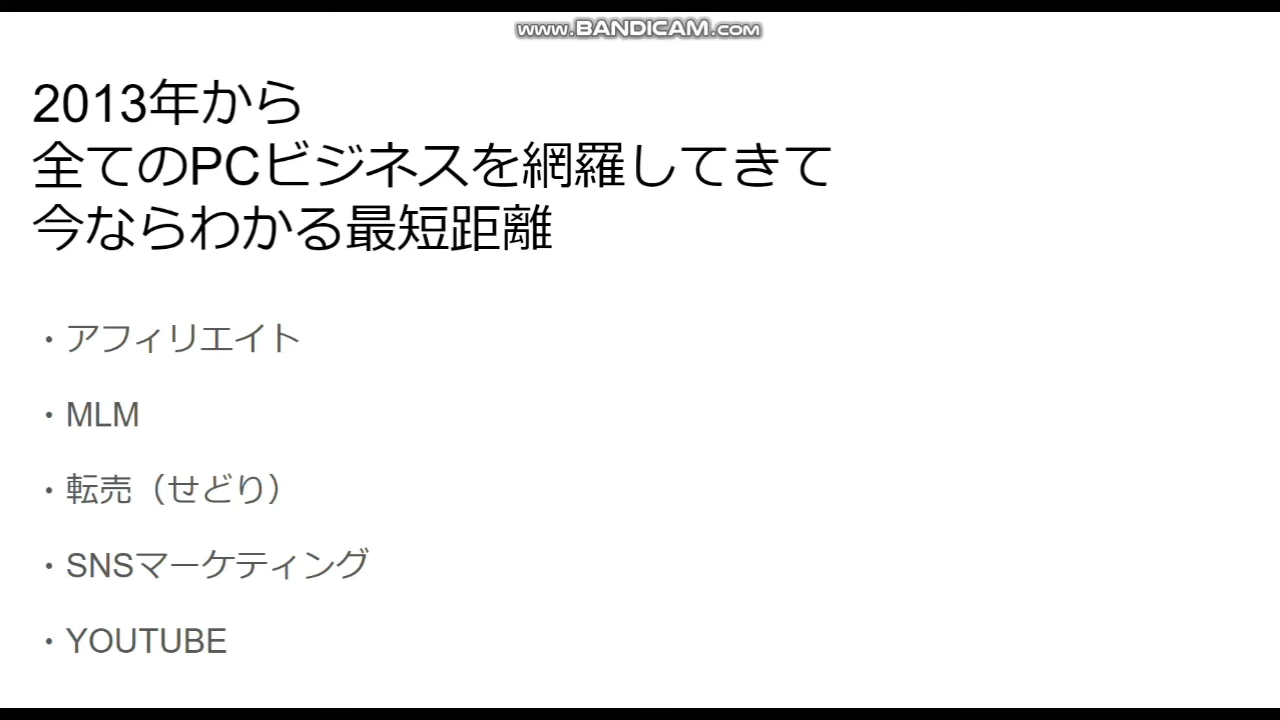 www.BANDICAM.com
2013年から
全てのPCビジネスを網羅してきて
今ならわかる最短距離
・アフィリエイト
・MLM
・転売（せどり）
・SNSマーケティング
・YOUTUBE